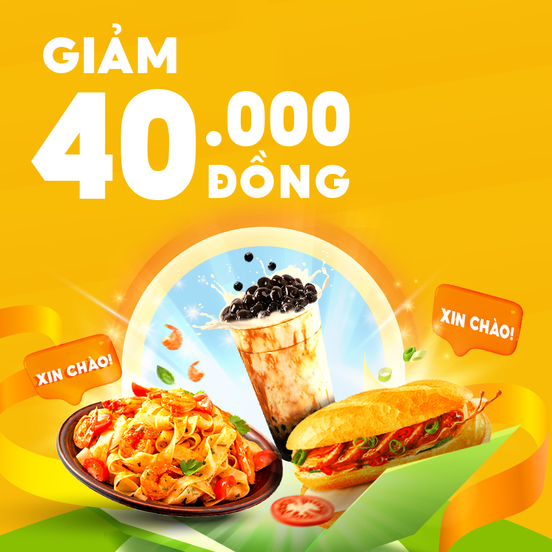 GIẢM
40.000
ĐỒNG
XIN CHÀO!
XIN CHÀO!